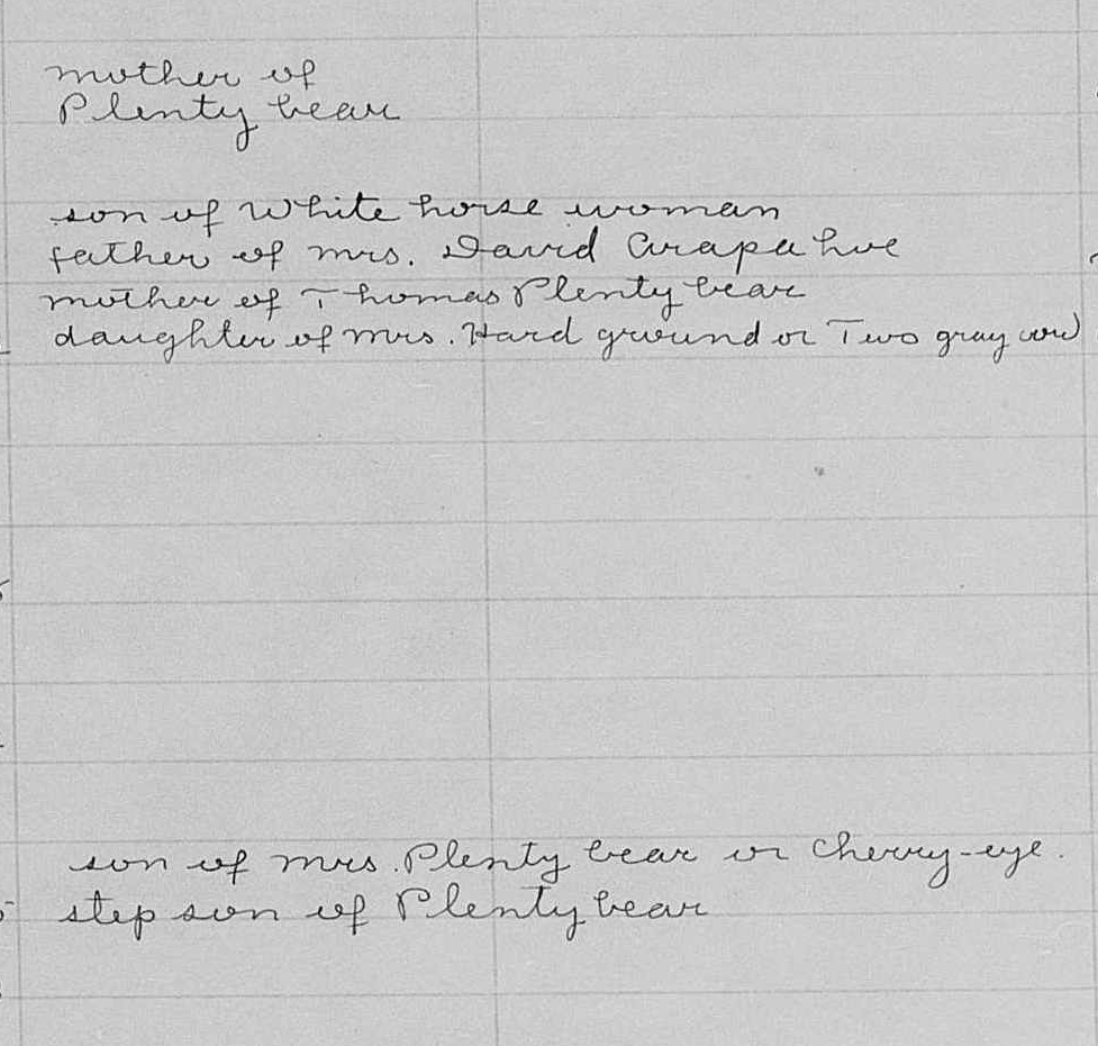 mother of
Plenty bear
son of White horse woman
father of mrs. David Arapahoe
mother of Thomas Plenty bear
daughter of mrs. Hard ground or Two gray cow
son of mrs. Plenty bear or Cherry-eye.
step son of Plenty bear